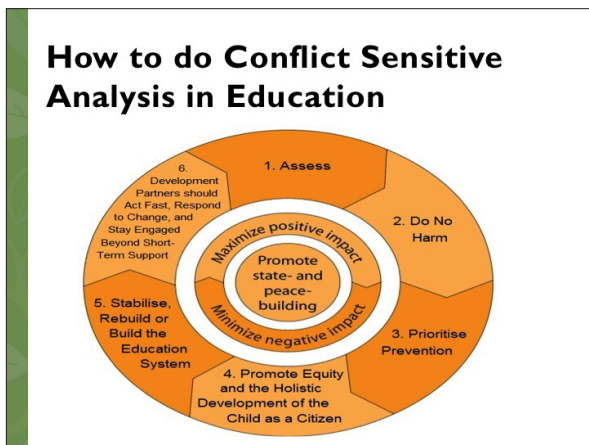 How to do Conflict Sensitive
Analysis in Education
1. Assess
2. Do No
Harm
3. Prioritise
Prevention
4. Promote Equity
and the Holistic
Development of the
Child as a Citizen
5. Stabilise,
Rebuild or
Build the
Education
System
6.
Development
Partners should
Act Fast, Respond
to Change, and
Stay Engaged
Beyond Short-
Term Support
Maximize positive impact
Promote
state- and
peace-
building
Minimize negative impact